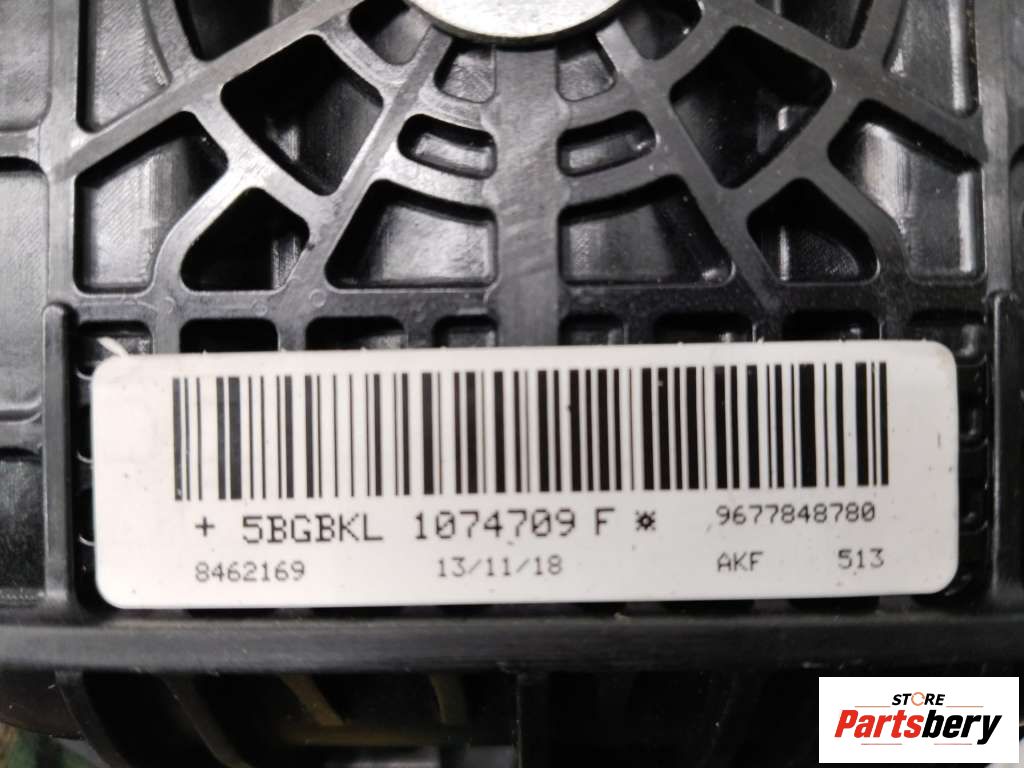 + 5BGBKL 1074709 F ☼ 9677848780
8462169 13/11/18 AKF 513
STORE
Partsbery